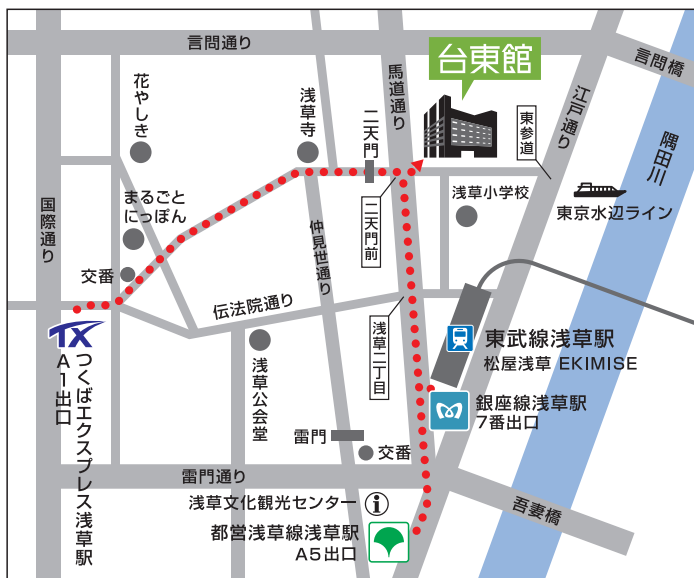 言問通り
言問橋
台東館
馬道通り
江戸通り
隅田川
花やしき
浅草寺
二天門
東参道
国際通り
まるごと
にっぽん
二天門前
浅草小学校
東京水辺ライン
仲見世通り
交番
伝法院通り
TX
つくばエクスプレス浅草駅
A1出口
浅草公会堂
浅草二丁目
東武線浅草駅
松屋浅草 EKIMISE
銀座線浅草駅
7番出口
雷門
交番
雷門通り
浅草文化観光センター
i
吾妻橋
都営浅草線浅草駅
A5出口